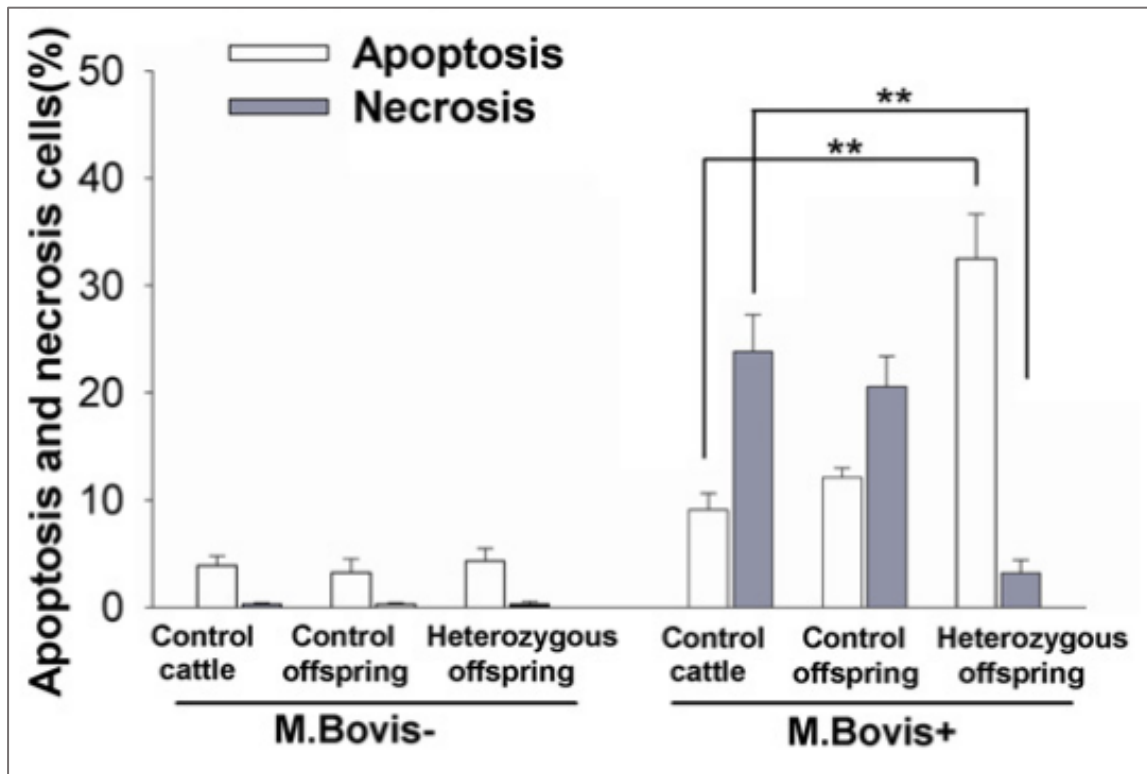 Apoptosis and necrosis cells(%)
50
40
30
20
10
0
Apoptosis
Necrosis
**
**
Control
cattle
Control
offspring
Heterozygous
offspring
M.Bovis-
Control
cattle
Control
offspring
Heterozygous
offspring
M.Bovis+